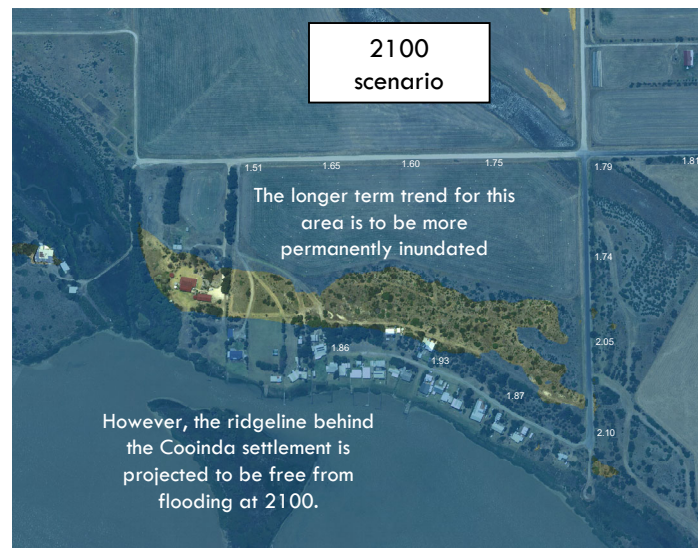 2100
scenario
1.51
1.65
1.60
1.75
1.79
1.81
The longer term trend for this
area is to be more
permanently inundated
1.74
2.05
1.86
1.93
1.87
2.10
However, the ridgeline behind
the Cooinda settlement is
projected to be free from
flooding at 2100.